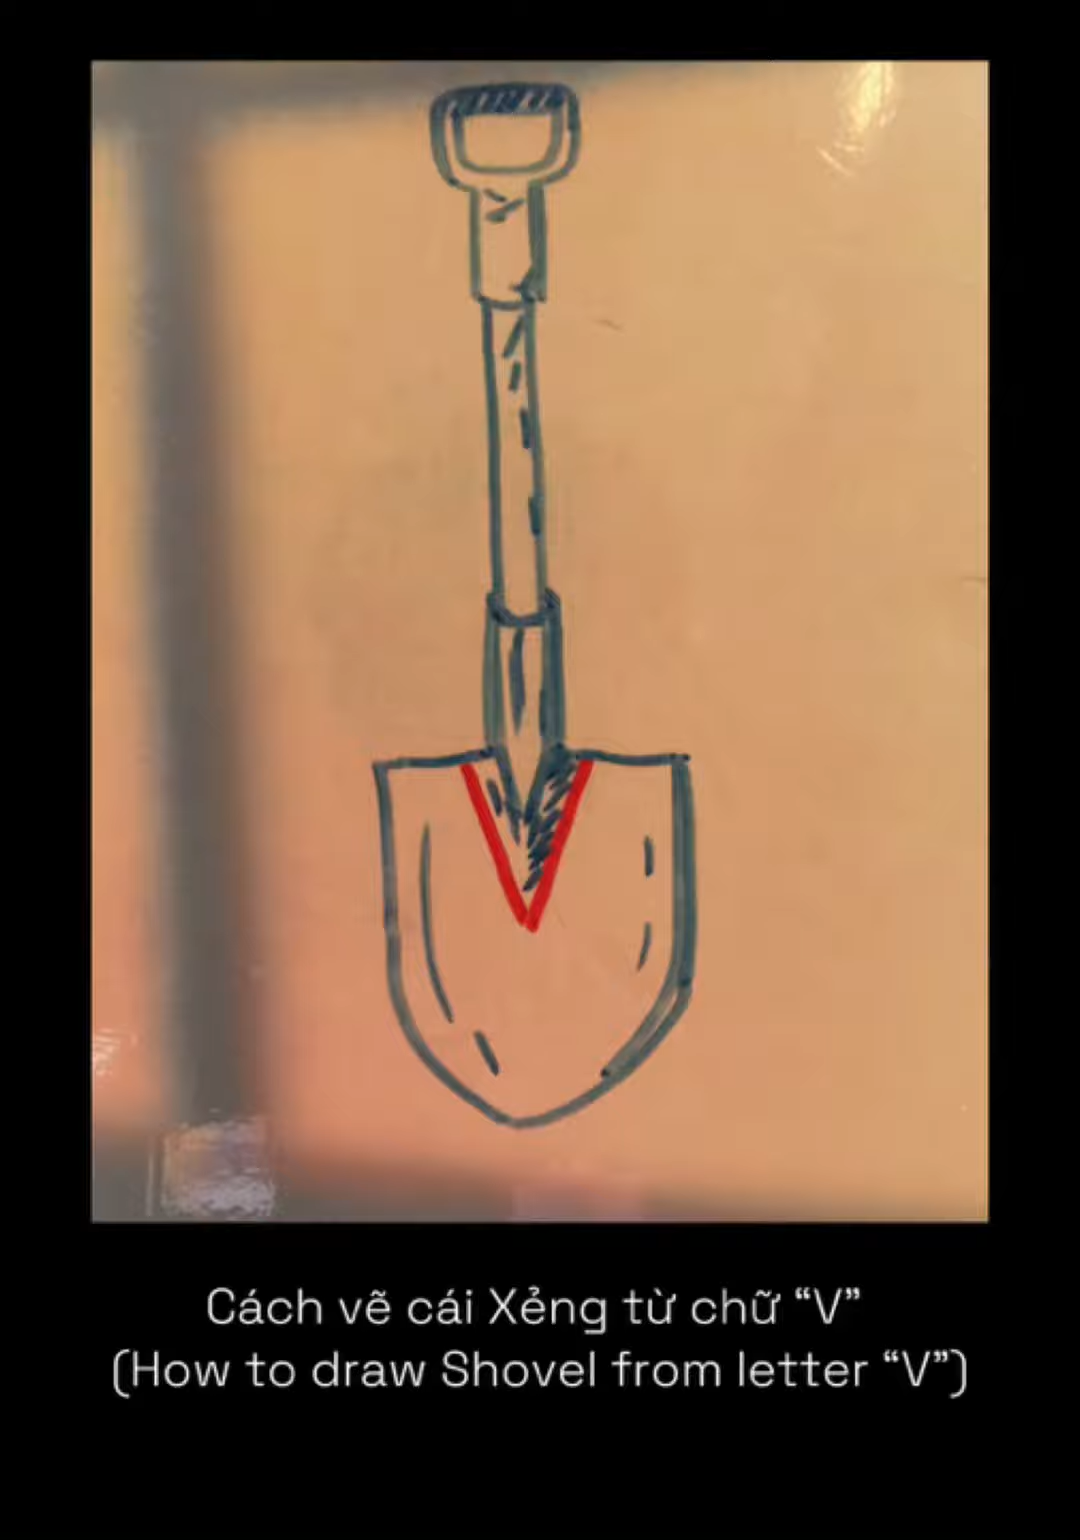 Cách vẽ cái Xẻng từ chữ “V”
(How to draw Shovel from letter “V”)